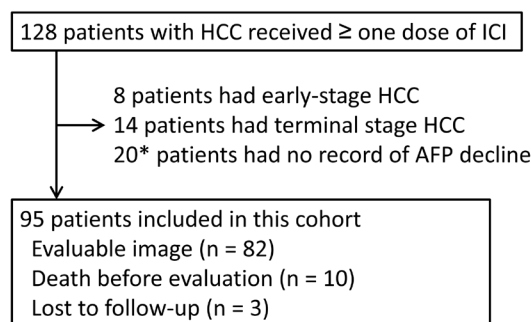 128 patients with HCC received ≥ one dose of ICI
8 patients had early-stage HCC
14 patients had terminal stage HCC
20* patients had no record of AFP decline
95 patients included in this cohort
Evaluable image (n = 82)
Death before evaluation (n = 10)
Lost to follow-up (n = 3)